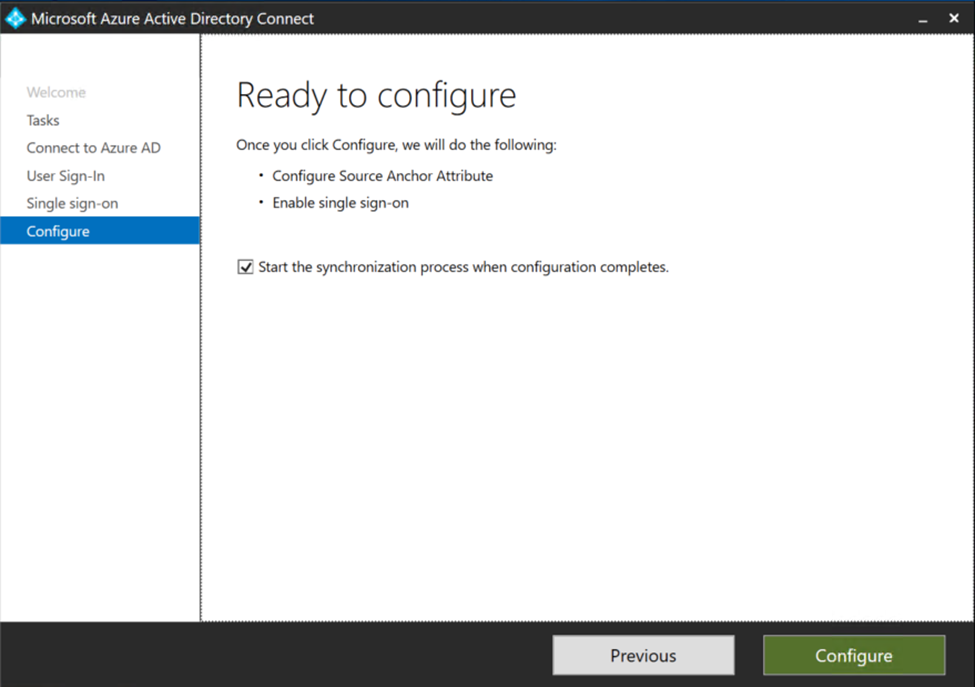 Microsoft Azure Active Directory Connect
Welcome
Tasks
Connect to Azure AD
User Sign-In
Single sign-on
Configure
Ready to configure
Once you click Configure, we will do the following:
• Configure Source Anchor Attribute
• Enable single sign-on
Start the synchronization process when configuration completes.
Previous
Configure